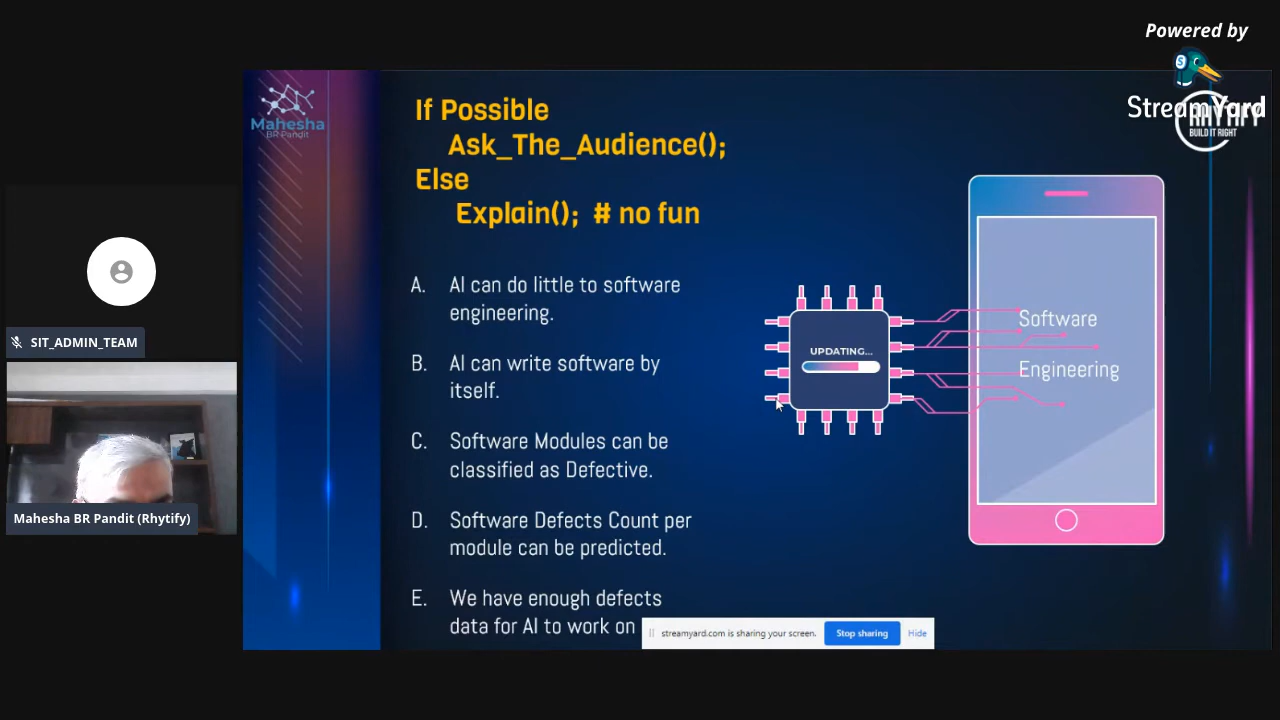 Powered by
StreamYard
BUILD IT RIGHT
Mahesha
BR Pandit
If Possible
Ask_The_Audience();
Else
Explain(); # no fun
A. AI can do little to software
engineering.
B. AI can write software by
itself.
C. Software Modules can be
classified as Defective.
D. Software Defects Count per
module can be predicted.
E. We have enough defects
data for AI to work on
UPDATING...
Software
Engineering
SIT_ADMIN_TEAM
Mahesha BR Pandit (Rhytify)
streamyard.com is sharing your screen.
Stop sharing
Hide